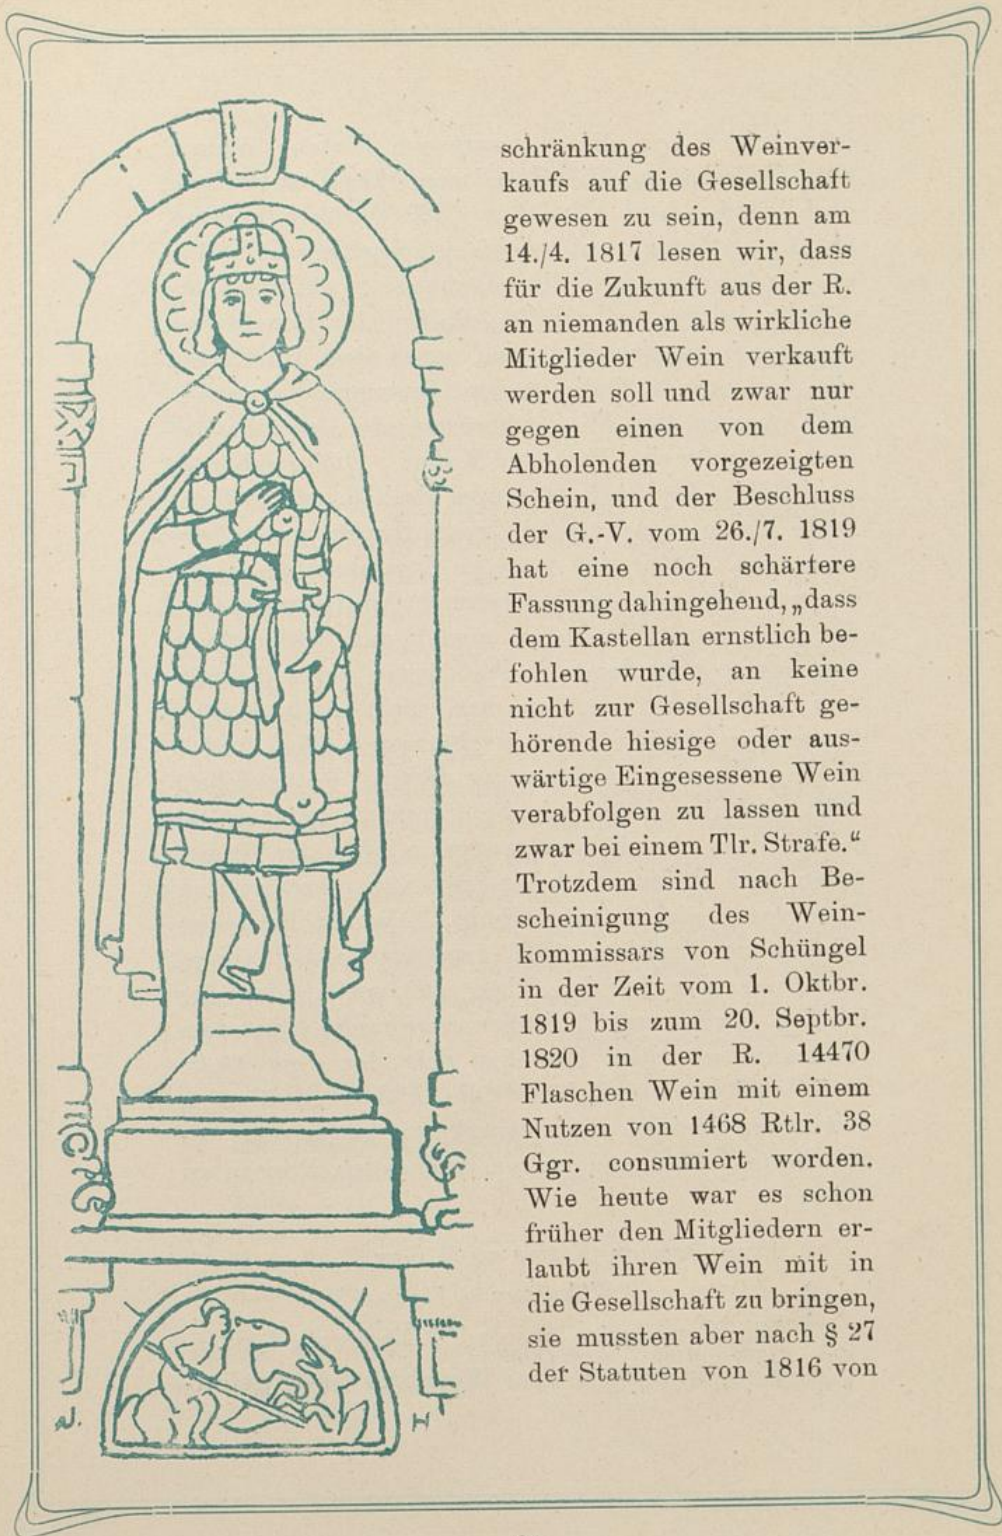 schränkung des Weinver-
kaufs auf die Gesellschaft
gewesen zu sein, denn am
14./4. 1817 lesen wir, dass
für die Zukunft aus der R.
an niemanden als wirkliche
Mitglieder Wein verkauft
werden soll und zwar nur
gegen einen von dem
Abholenden vorgezeigten
Schein, und der Beschluss
der G.-V. vom 26./7. 1819
hat eine noch schärfere
Fassung dahingehend, „dass
dem Kastellan ernstlich be-
fohlen wurde, an keine
nicht zur Gesellschaft ge-
hörende hiesige oder aus-
wärtige Eingesessene Wein
verabfolgen zu lassen und
zwar bei einem Tlr. Strafe.“
Trotzdem sind nach Be-
scheinigung des Wein-
kommissars von Schüngel
in der Zeit vom 1. Oktbr.
1819 bis zum 20. Septbr.
1820 in der R. 14470
Flaschen Wein mit einem
Nutzen von 1468 Rtlr. 38
Ggr. consumiert worden.
Wie heute war es schon
früher den Mitgliedern er-
laubt ihren Wein mit in
die Gesellschaft zu bringen,
sie mussten aber nach § 27
der Statuten von 1816 von